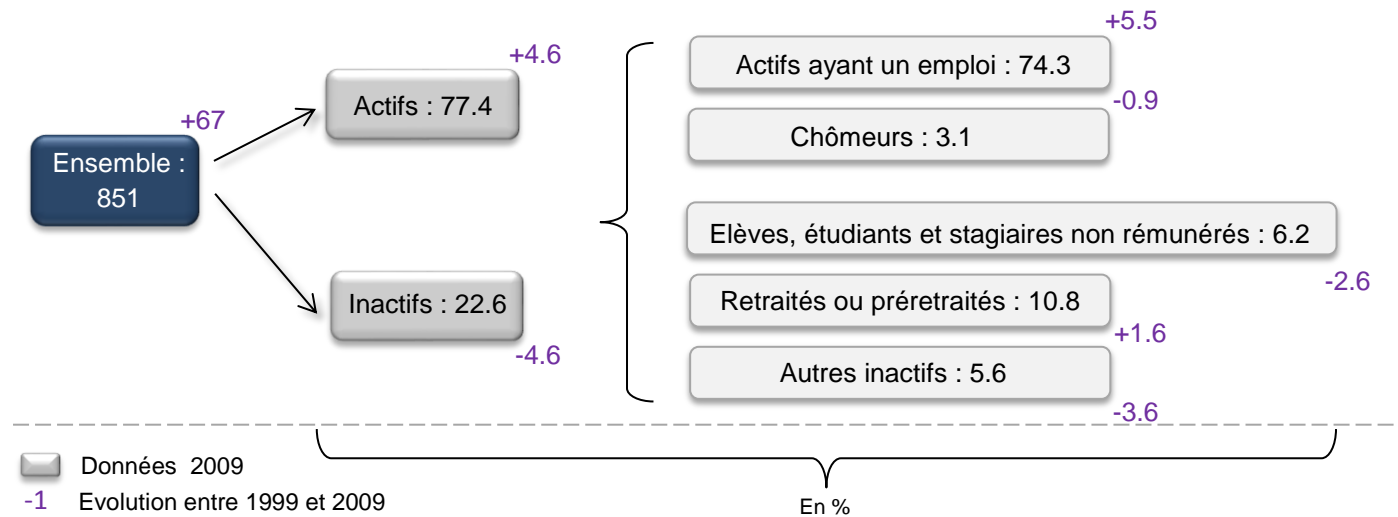 +67
Ensemble :
851
+4.6
Actifs : 77.4
Inactifs : 22.6
-4.6
+5.5
Actifs ayant un emploi : 74.3
-0.9
Chômeurs : 3.1
Elèves, étudiants et stagiaires non rémunérés : 6.2
-2.6
Retraités ou préretraités : 10.8
+1.6
Autres inactifs : 5.6
-3.6
Données 2009
-1 Evolution entre 1999 et 2009
En %